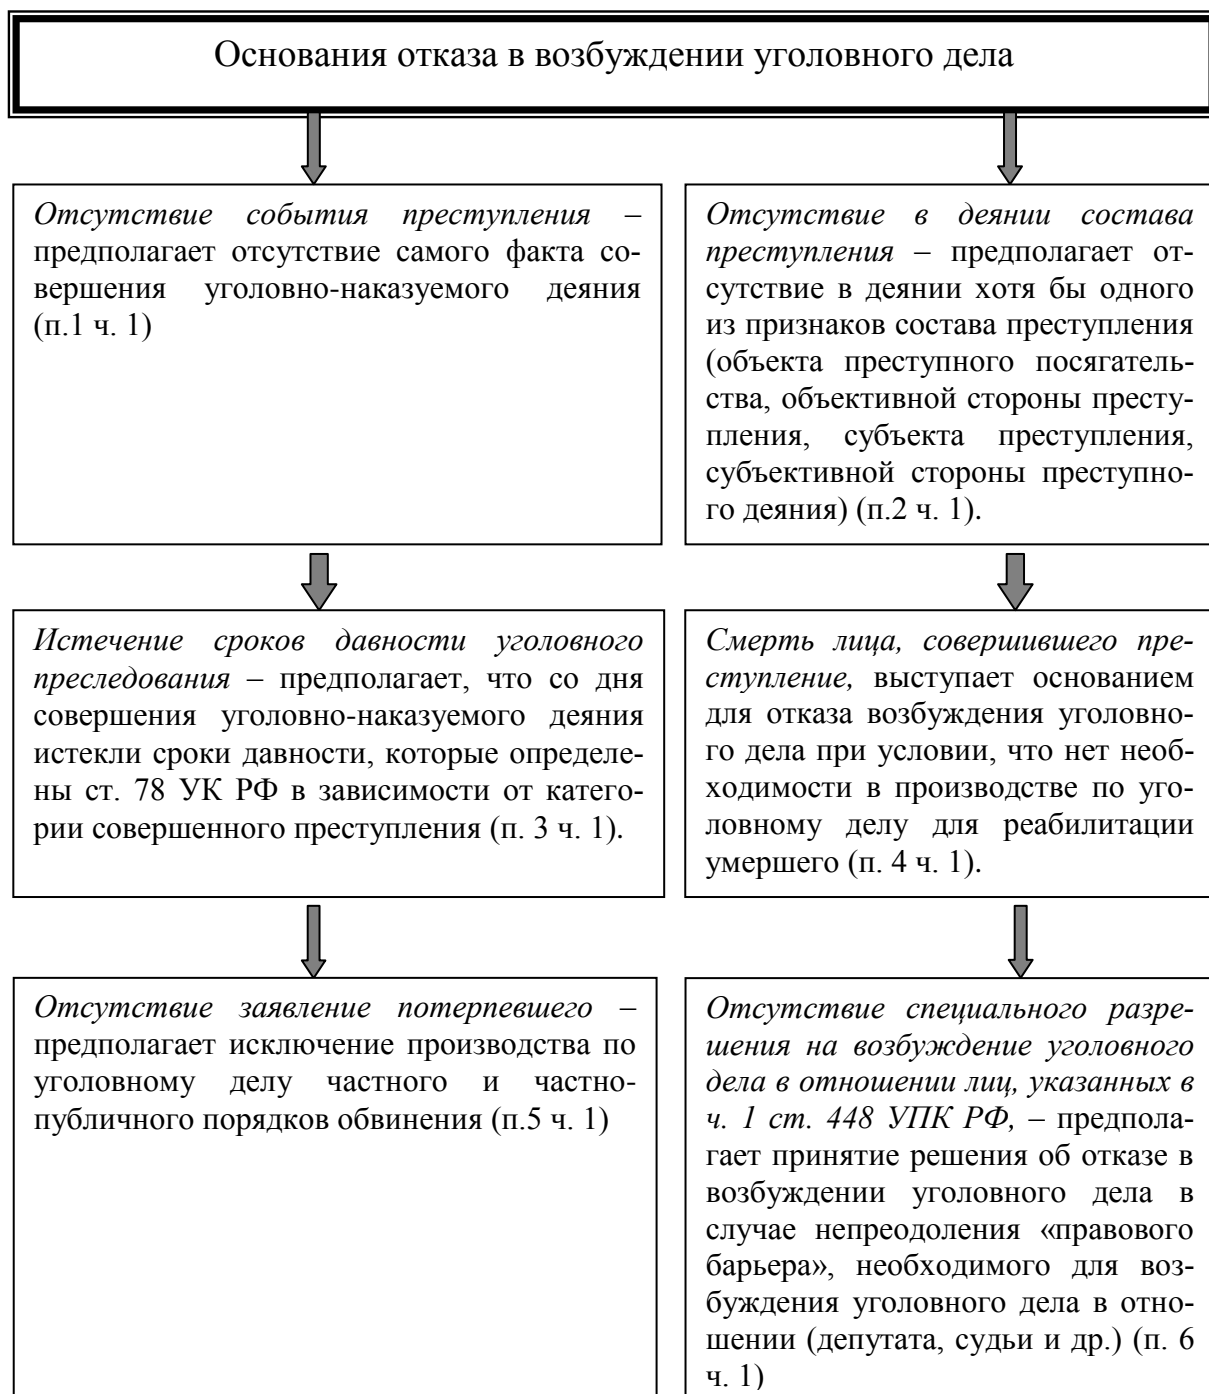 Основания отказа в возбуждении уголовного дела
Отсутствие события преступления –
предполагает отсутствие самого факта со-
вершения уголовно-наказуемого деяния
(п.1 ч. 1)
Отсутствие в деянии состава
преступления – предполагает от-
сутствие в деянии хотя бы одного
из признаков состава преступления
(объекта преступного посягатель-
ства, объективной стороны престу-
пления, субъекта преступления,
субъективной стороны преступно-
го деяния) (п.2 ч. 1).
Истечение сроков давности уголовного
преследования – предполагает, что со дня
совершения уголовно-наказуемого деяния
истекли сроки давности, которые определе-
ны ст. 78 УК РФ в зависимости от катего-
рии совершенного преступления (п. 3 ч. 1).
Смерть лица, совершившего пре-
ступление, выступает основанием
для отказа возбуждения уголовно-
го дела при условии, что нет необ-
ходимости в производстве по уго-
ловному делу для реабилитации
умершего (п. 4 ч. 1).
Отсутствие заявление потерпевшего –
предполагает исключение производства по
уголовному делу частного и частно-
публичного порядков обвинения (п.5 ч. 1)
Отсутствие специального разре-
шения на возбуждение уголовного
дела в отношении лиц, указанных в
ч. 1 ст. 448 УПК РФ, – предпола-
гает принятие решения об отказе в
возбуждении уголовного дела в
случае непреодоления «правового
барьера», необходимого для воз-
буждения уголовного дела в отно-
шении (депутата, судьи и др.) (п. 6
ч. 1)